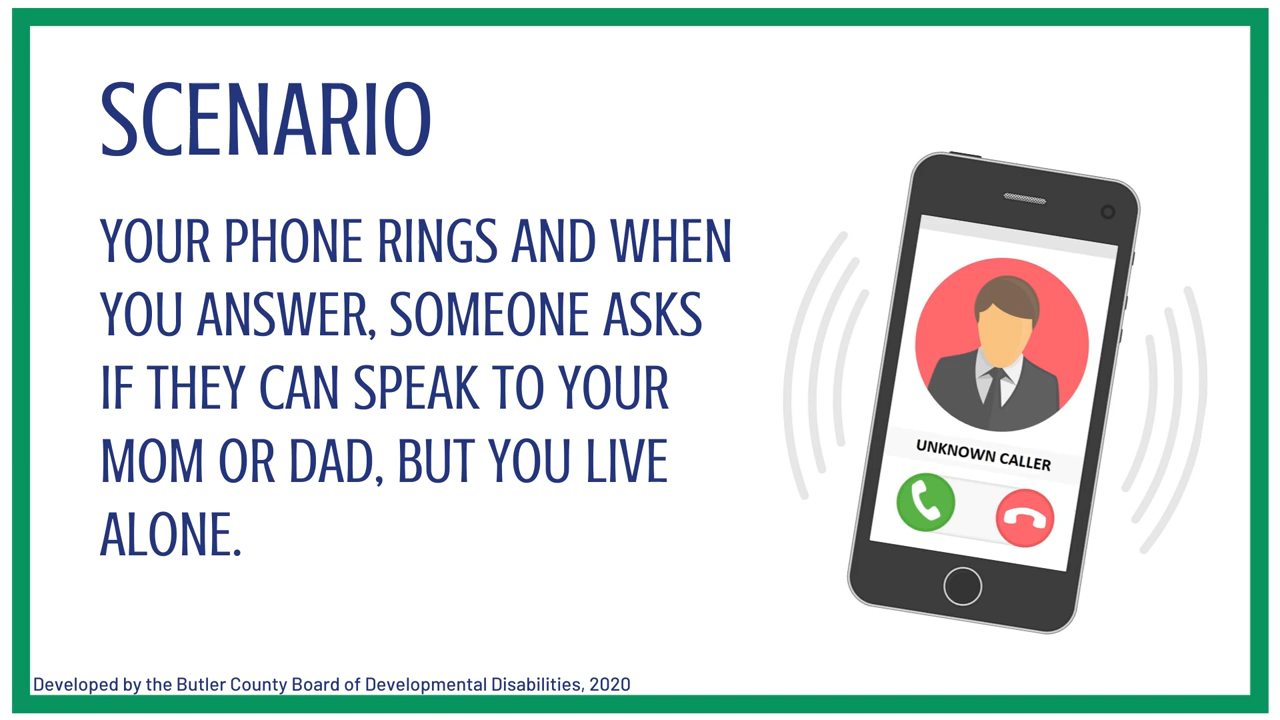 SCENARIO
YOUR PHONE RINGS AND WHEN
YOU ANSWER, SOMEONE ASKS
IF THEY CAN SPEAK TO YOUR
MOM OR DAD, BUT YOU LIVE
ALONE.
UNKNOWN CALLER
Developed by the Butler County Board of Developmental Disabilities, 2020